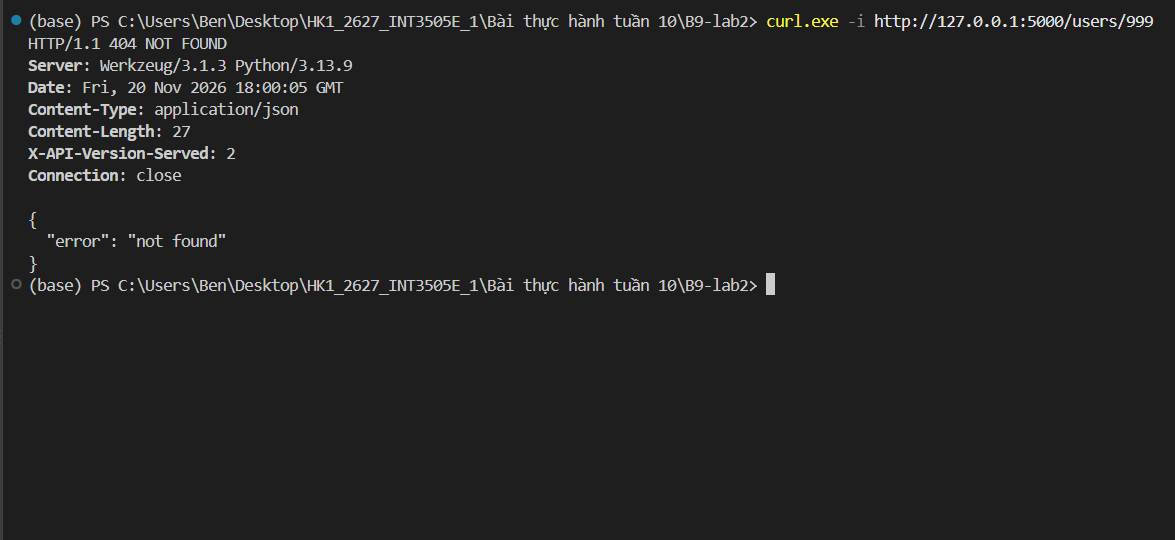 (base) PS C:\Users\Ben\Desktop\HK1_2627_INT3505E_1\Bài thực hành tuần 10\B9-lab2> curl.exe -i http://127.0.0.1:5000/users/999
HTTP/1.1 404 NOT FOUND
Server: Werkzeug/3.1.3 Python/3.13.9
Date: Fri, 20 Nov 2026 18:00:05 GMT
Content-Type: application/json
Content-Length: 27
X-API-Version-Served: 2
Connection: close

{
  "error": "not found"
}
(base) PS C:\Users\Ben\Desktop\HK1_2627_INT3505E_1\Bài thực hành tuần 10\B9-lab2>